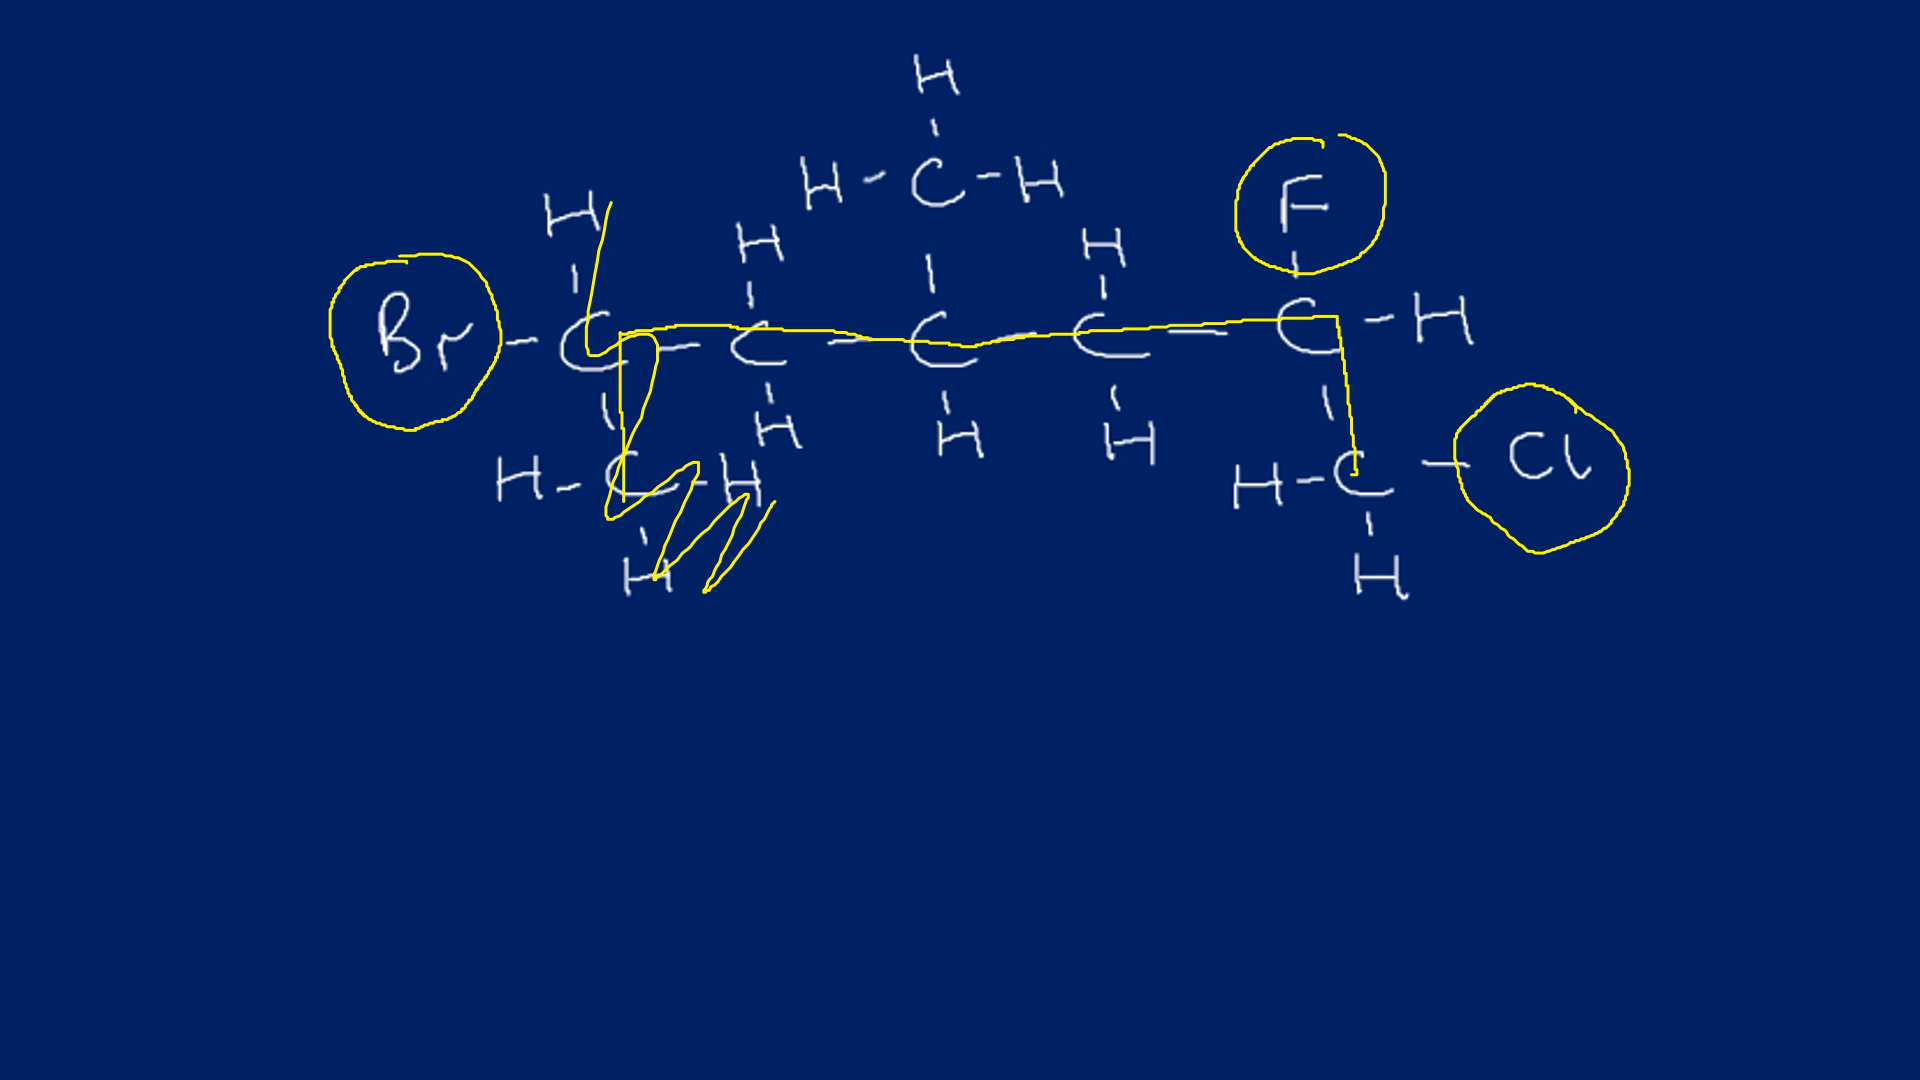 H
H - C - H
F
H H H
Br - C - C - C - C - C - H
H H H
H - C - H
H - C - Cl
H H